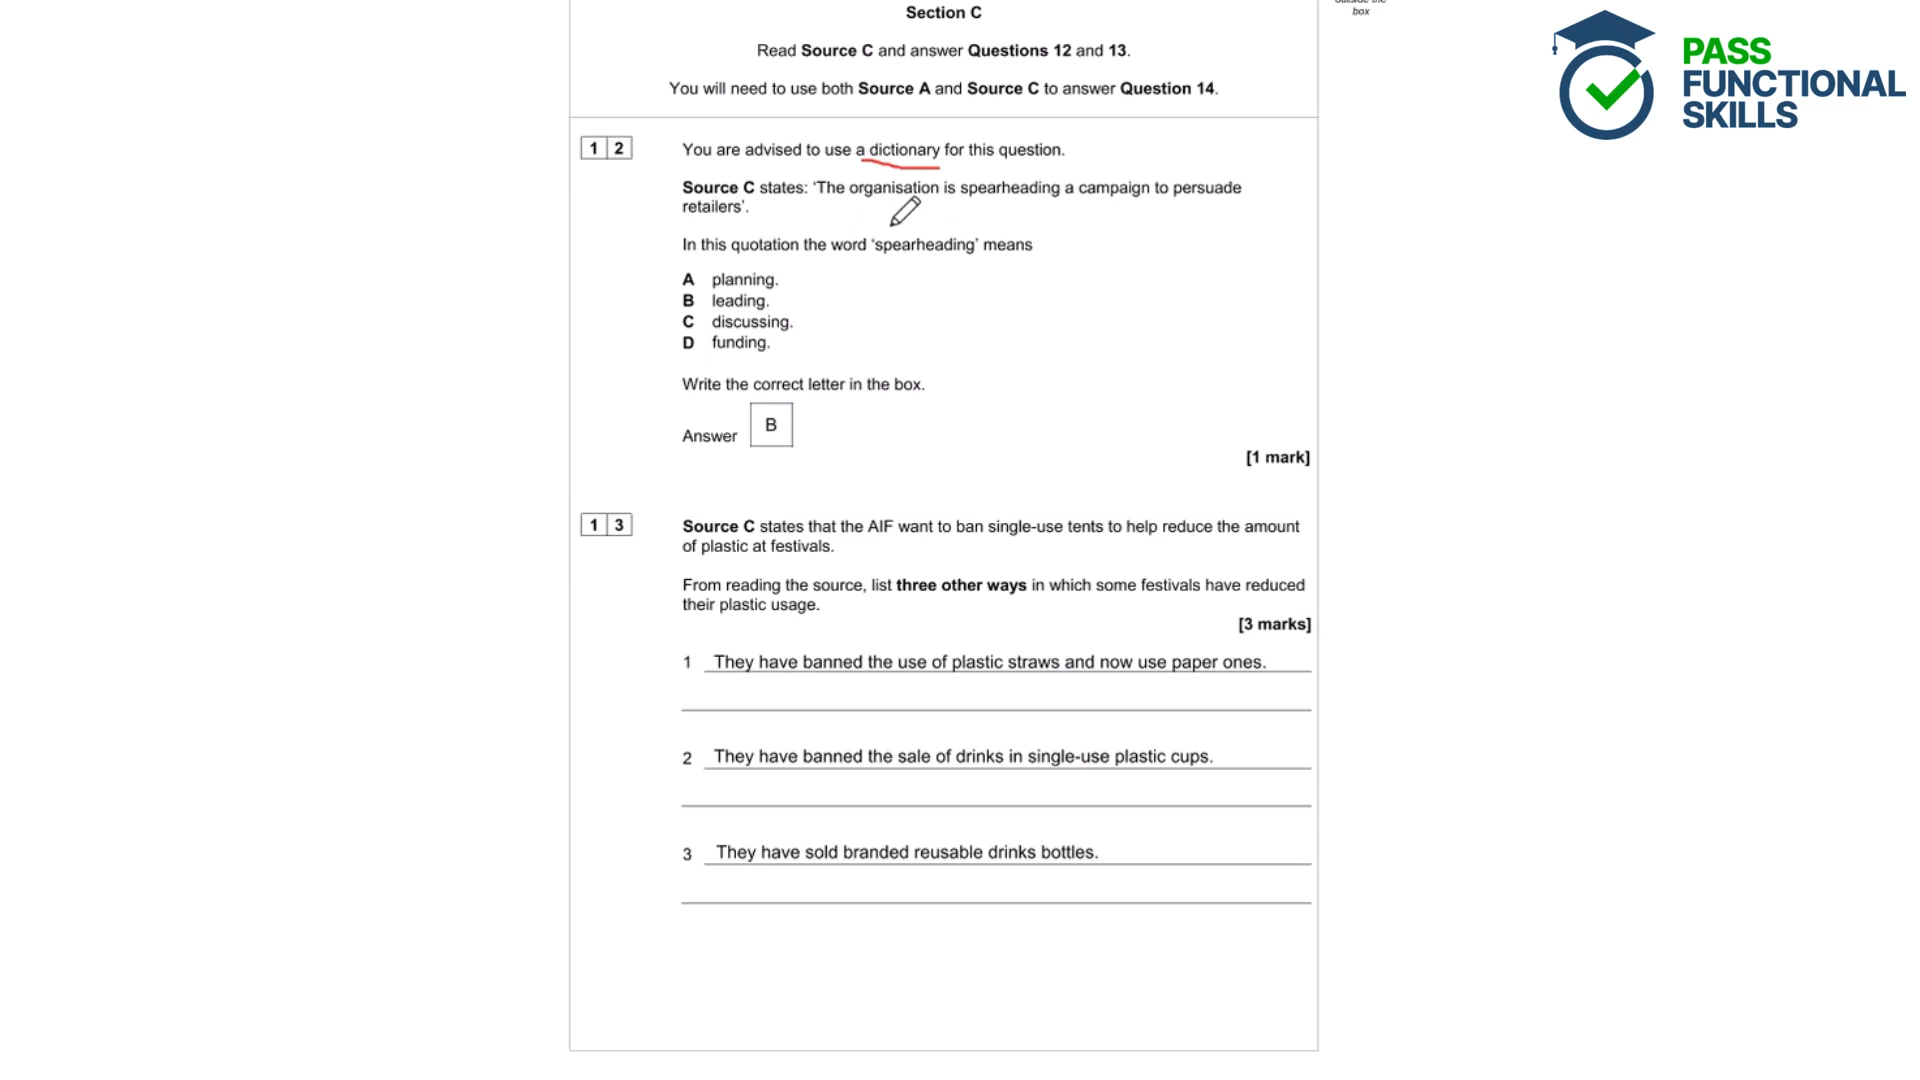 Section C
box
PASS
FUNCTIONAL
SKILLS
Read Source C and answer Questions 12 and 13.
You will need to use both Source A and Source C to answer Question 14.
1 2
You are advised to use a dictionary for this question.
Source C states: ‘The organisation is spearheading a campaign to persuade
retailers’.
In this quotation the word ‘spearheading’ means
A planning.
B leading.
C discussing.
D funding.
Write the correct letter in the box.
Answer B
[1 mark]
1 3
Source C states that the AIF want to ban single-use tents to help reduce the amount
of plastic at festivals.
From reading the source, list three other ways in which some festivals have reduced
their plastic usage.
[3 marks]
1 They have banned the use of plastic straws and now use paper ones.
2 They have banned the sale of drinks in single-use plastic cups.
3 They have sold branded reusable drinks bottles.